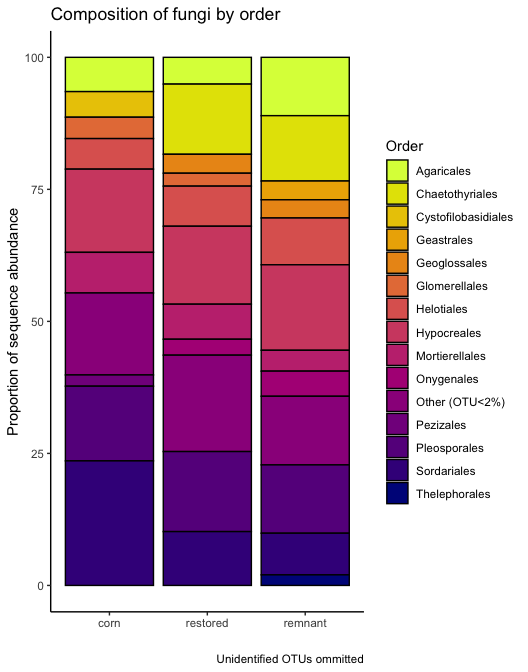 Composition of fungi by order
Proportion of sequence abundance
100
75
50
25
0
corn restored remnant
Unidentified OTUs ommitted
Order
Agaricales
Chaetothyriales
Cystofilobasidiales
Geastrales
Geoglossales
Glomerellales
Helotiales
Hypocreales
Mortierellales
Onygenales
Other (OTU<2%)
Pezizales
Pleosporales
Sordariales
Thelephorales